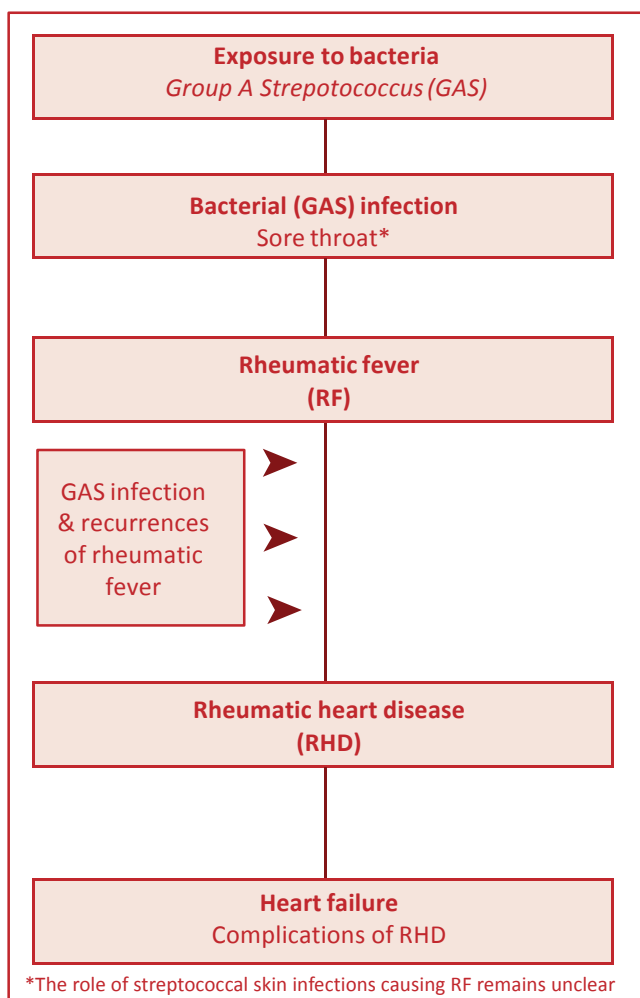 Exposure to bacteria
Group A Strepotococcus (GAS)
Bacterial (GAS) infection
Sore throat*
Rheumatic fever
(RF)
GAS infection
& recurrences
of rheumatic
fever
Rheumatic heart disease
(RHD)
Heart failure
Complications of RHD
*The role of streptococcal skin infections causing RF remains unclear